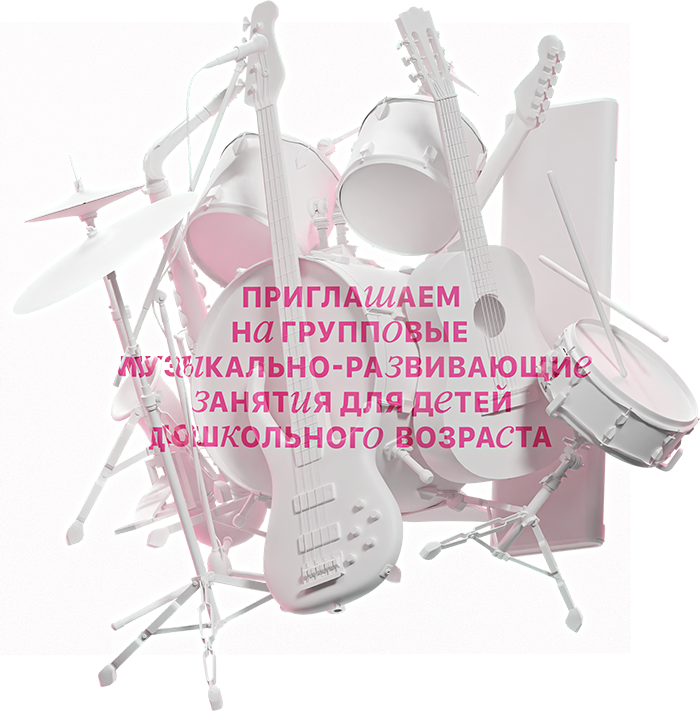 ПРИГЛАШАЕМ
НА ГРУППОВЫЕ
МУЗЫКАЛЬНО-РАЗВИВАЮЩИЕ
ЗАНЯТИЯ ДЛЯ ДЕТЕЙ
ДОШКОЛЬНОГО ВОЗРАСТА